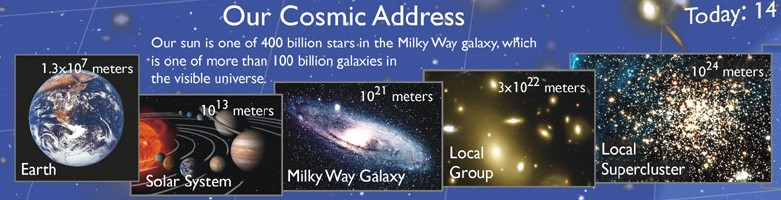 Our Cosmic Address
Today: 14
Our sun is one of 400 billion stars in the Milky Way galaxy, which
is one of more than 100 billion galaxies in
the visible universe.
1.3x10⁷ meters
Earth
10¹³ meters
Solar System
10²¹ meters
Milky Way Galaxy
3x10²² meters
Local
Group
10²⁴ meters
Local
Supercluster